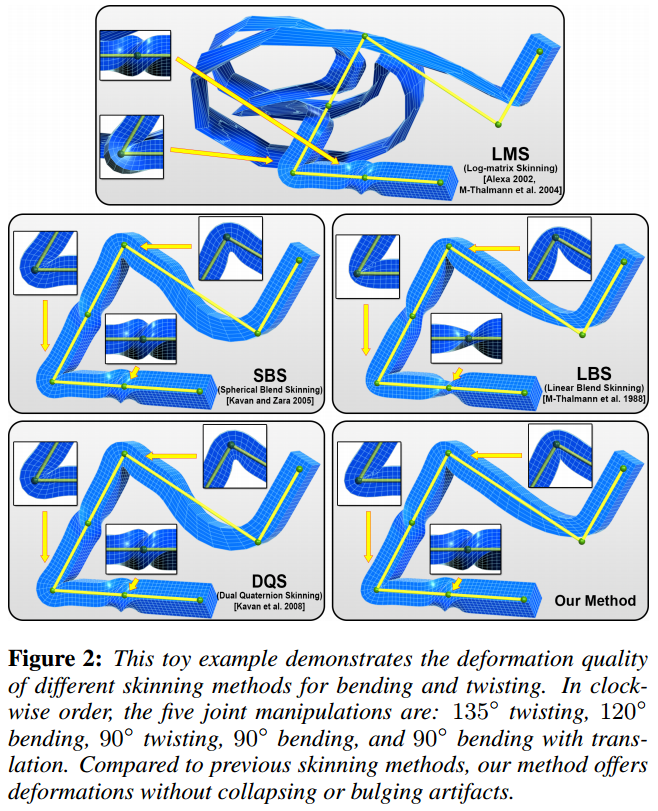 LMS
(Log-matrix Skinning)
[Alexa 2002,
M-Thalmann et al. 2004]
SBS
(Spherical Blend Skinning)
[Kavan and Zara 2005]
LBS
(Linear Blend Skinning)
[M-Thalmann et al. 1988]
DQS
(Dual Quaternion Skinning)
[Kavan et al. 2008]
Our Method
Figure 2: This toy example demonstrates the deformation quality
of different skinning methods for bending and twisting. In clock-
wise order, the five joint manipulations are: 135° twisting, 120°
bending, 90° twisting, 90° bending, and 90° bending with trans-
lation. Compared to previous skinning methods, our method offers
deformations without collapsing or bulging artifacts.